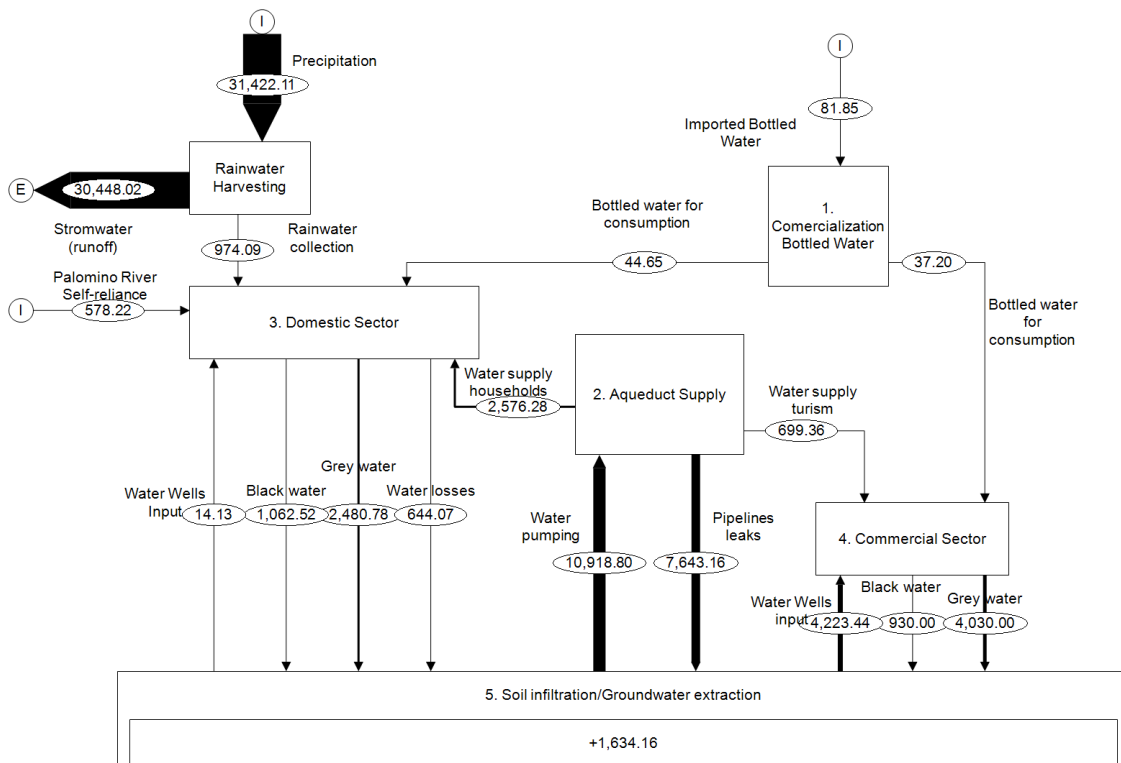 I
Precipitation
31,422.11
I
81.85
Imported Bottled
Water
Rainwater
Harvesting
E
30,448.02
Stromwater
(runoff)
974.09
Rainwater
collection
1.
Comercialization
Bottled Water
Bottled water for
consumption
44.65
37.20
Palomino River
Self-reliance
I
578.22
3. Domestic Sector
Bottled water
for
consumption
2. Aqueduct Supply
Water supply
households
2,576.28
Water supply
turism
699.36
Water Wells
Input
14.13
Black water
1,062.52
Grey water
2,480.78
Water losses
644.07
Water
pumping
10,918.80
Pipelines
leaks
7,643.16
4. Commercial Sector
Water Wells
input
4,223.44
Black water
930.00
Grey water
4,030.00
5. Soil infiltration/Groundwater extraction
+1,634.16